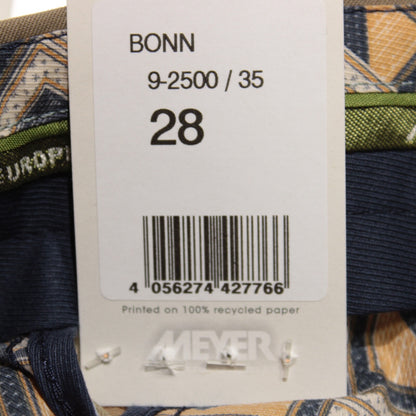 BONN
9-2500 / 35
28
4 056274 427766
Printed on 100% recycled paper
MEYER